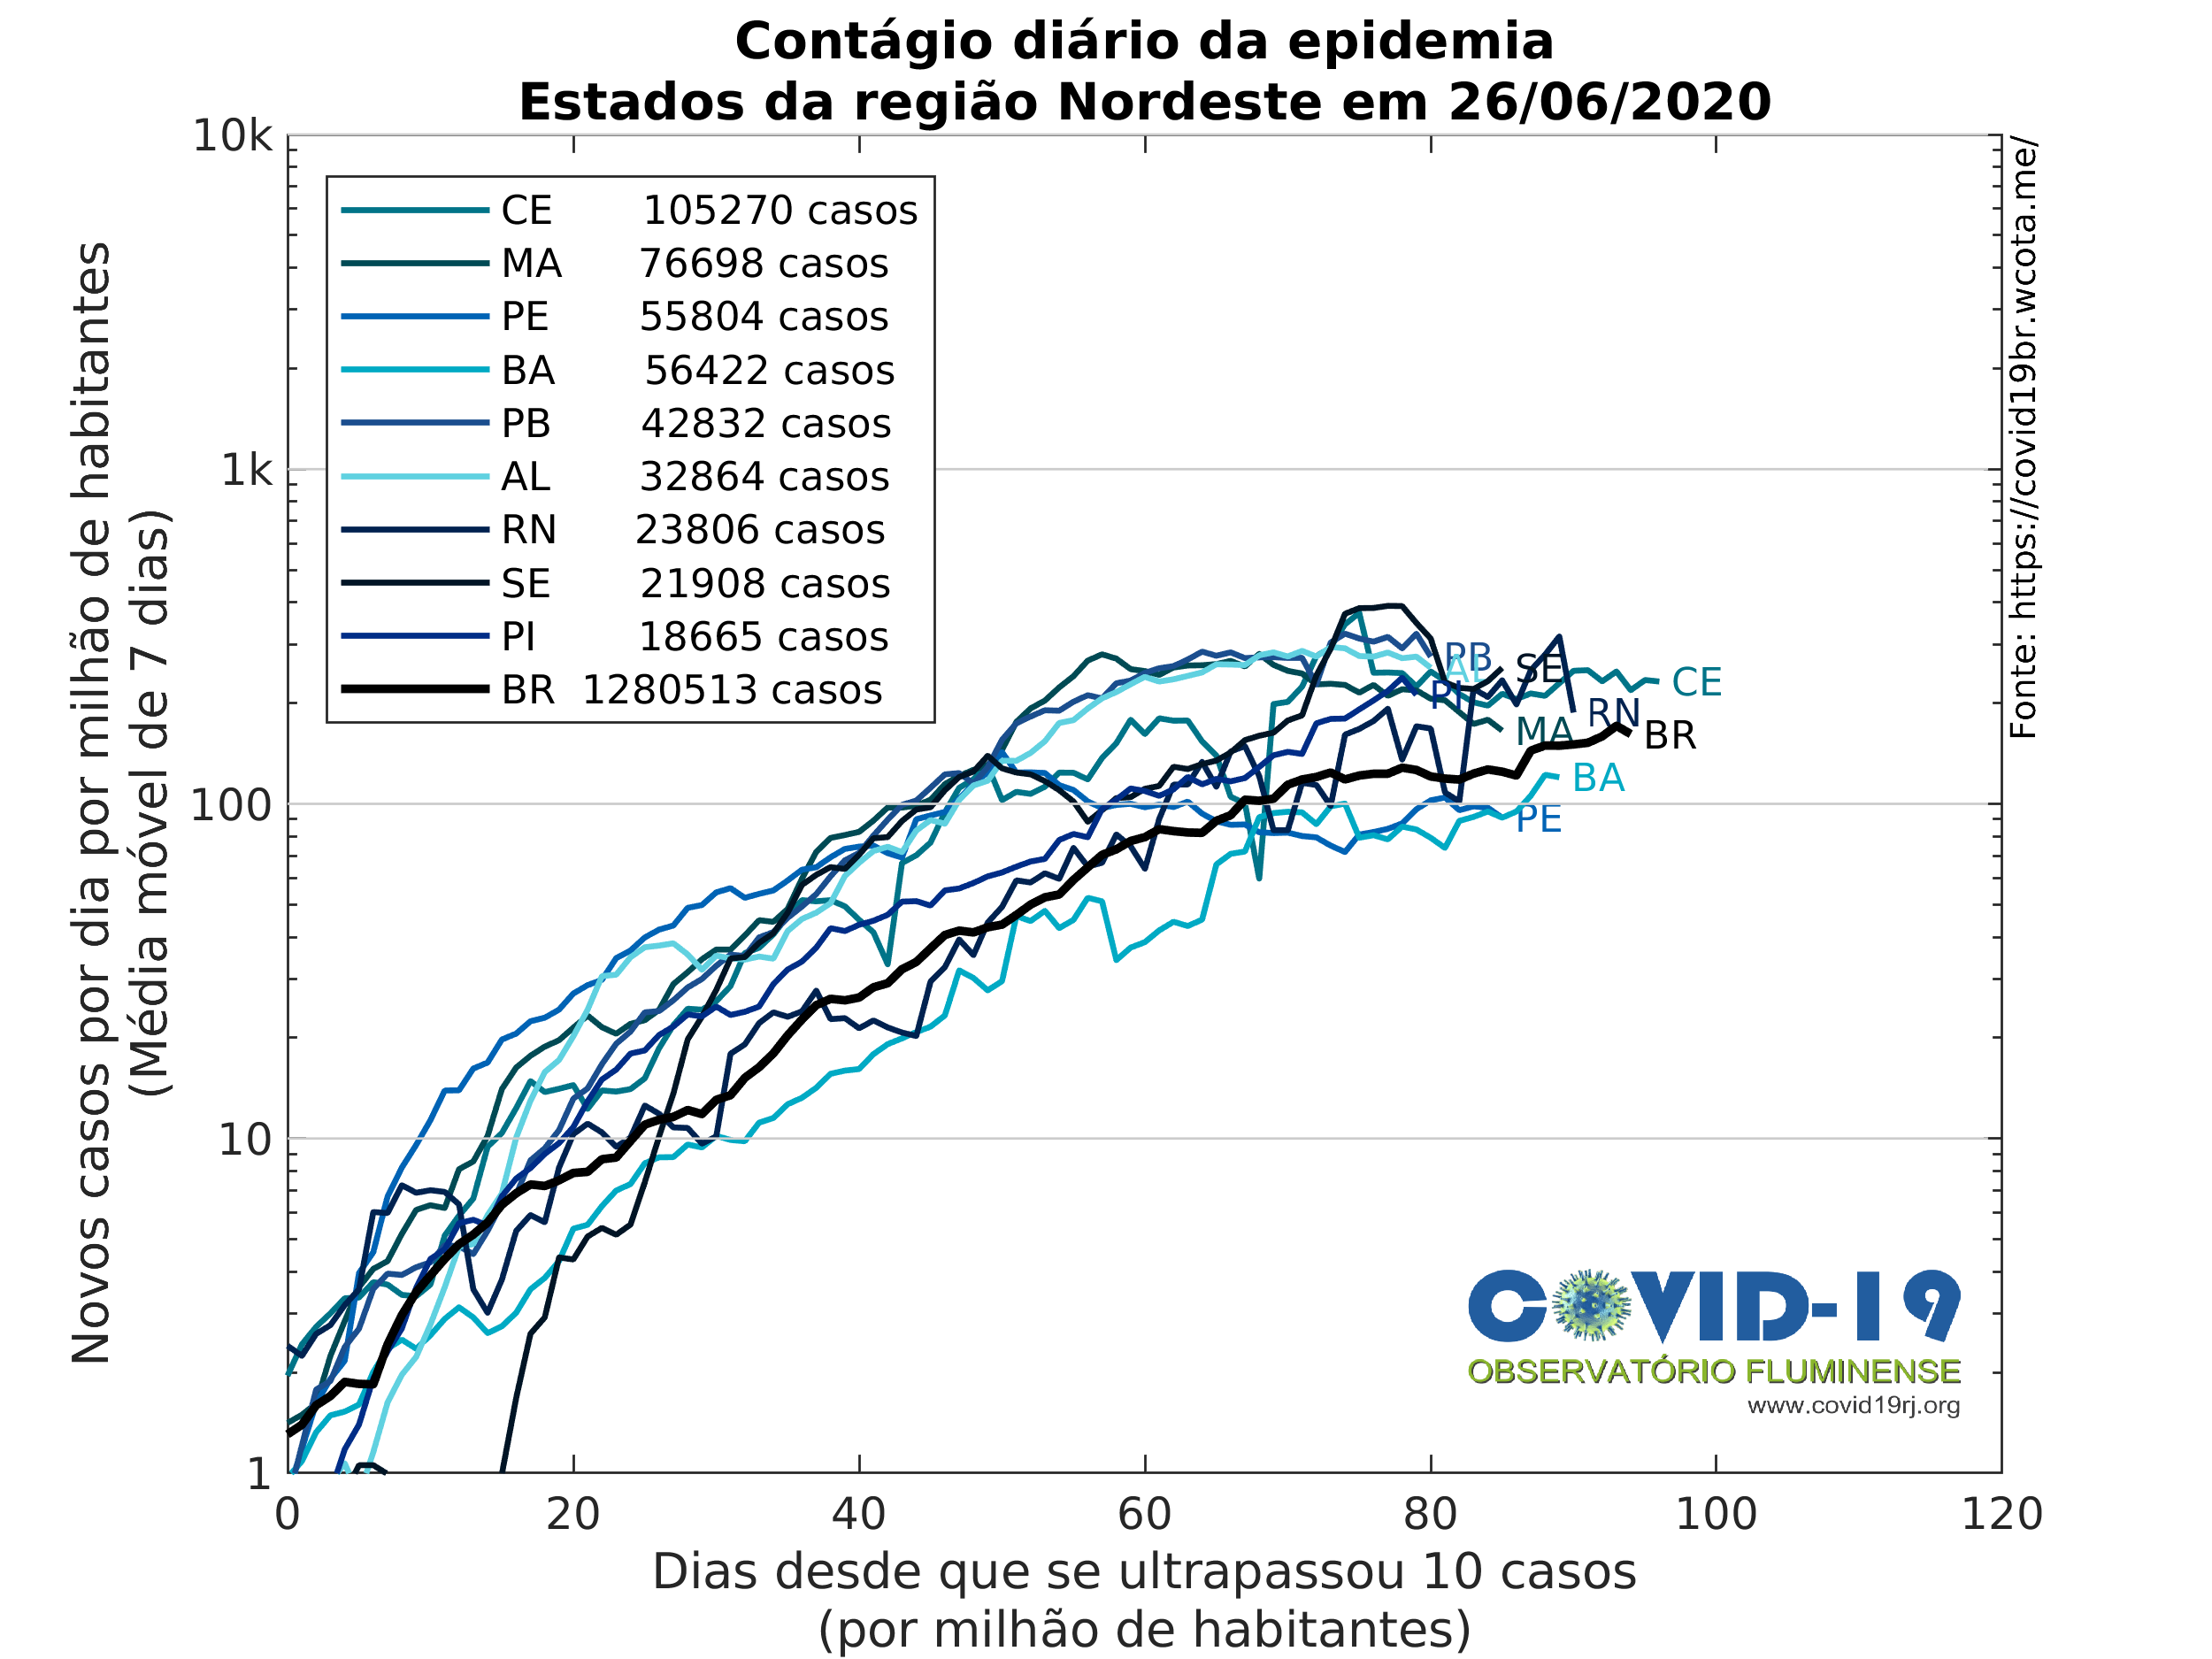 Contágio diário da epidemia
Estados da região Nordeste em 26/06/2020
Novos casos por dia por milhão de habitantes
(Média móvel de 7 dias)
10k
1k
100
10
1
CE 105270 casos
MA 76698 casos
PE 55804 casos
BA 56422 casos
PB 42832 casos
AL 32864 casos
RN 23806 casos
SE 21908 casos
PI 18665 casos
BR 1280513 casos
PB
AL
SE
CE
PI
RN
MA
BR
BA
PE
Fonte: https://covid19br.wcota.me/
COVID-19
OBSERVATÓRIO FLUMINENSE
www.covid19rj.org
0 20 40 60 80 100 120
Dias desde que se ultrapassou 10 casos
(por milhão de habitantes)